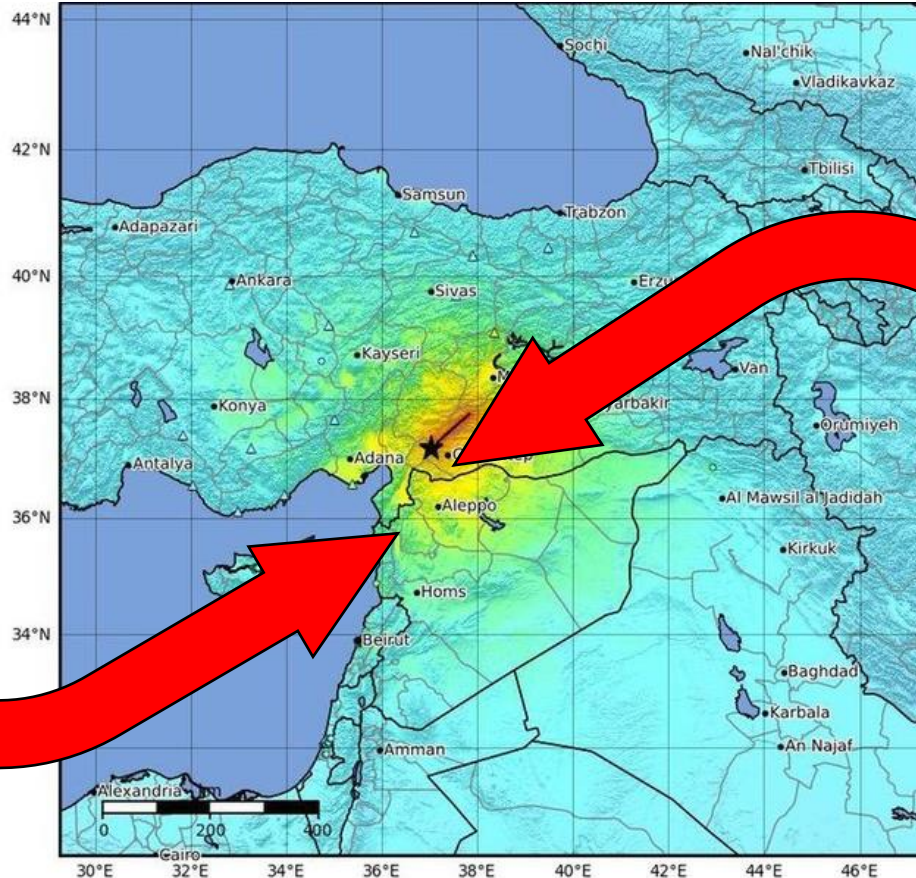 44°N
Sochi
Nal'chik
Vladikavkaz
42°N
Tbilisi
Samsun
Trabzon
Adapazari
40°N
Ankara
Sivas
Kayseri
Van
38°N
Konya
Orumiyeh
Adana
Antalya
Al Mawsil al Jadidah
36°N
Aleppo
Kirkuk
Homs
34°N
Beirut
Baghdad
Karbala
Amman
An Najaf
Alexandria
0 200 400
Cairo
30°E 32°E 34°E 36°E 38°E 40°E 42°E 44°E 46°E